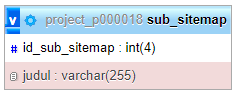 v project_p000018 sub_sitemap
# id_sub_sitemap : int(4)
judul : varchar(255)